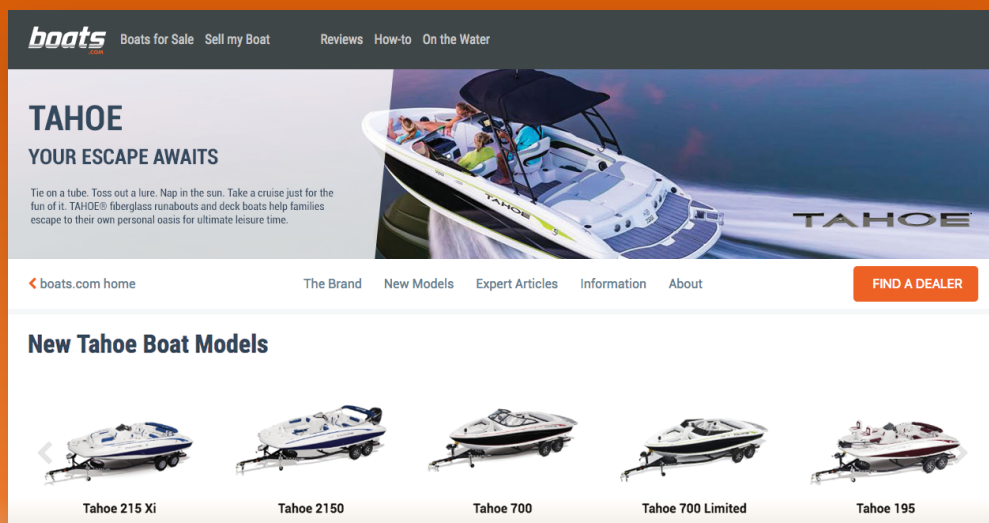 boats
.COM
Boats for Sale Sell my Boat Reviews How-to On the Water
TAHOE
YOUR ESCAPE AWAITS
Tie on a tube. Toss out a lure. Nap in the sun. Take a cruise just for the
fun of it. TAHOE® fiberglass runabouts and deck boats help families
escape to their own personal oasis for ultimate leisure time.
TAHOE
TAHOE
boats.com home The Brand New Models Expert Articles Information About FIND A DEALER
New Tahoe Boat Models
Tahoe 215 Xi Tahoe 2150 Tahoe 700 Tahoe 700 Limited Tahoe 195